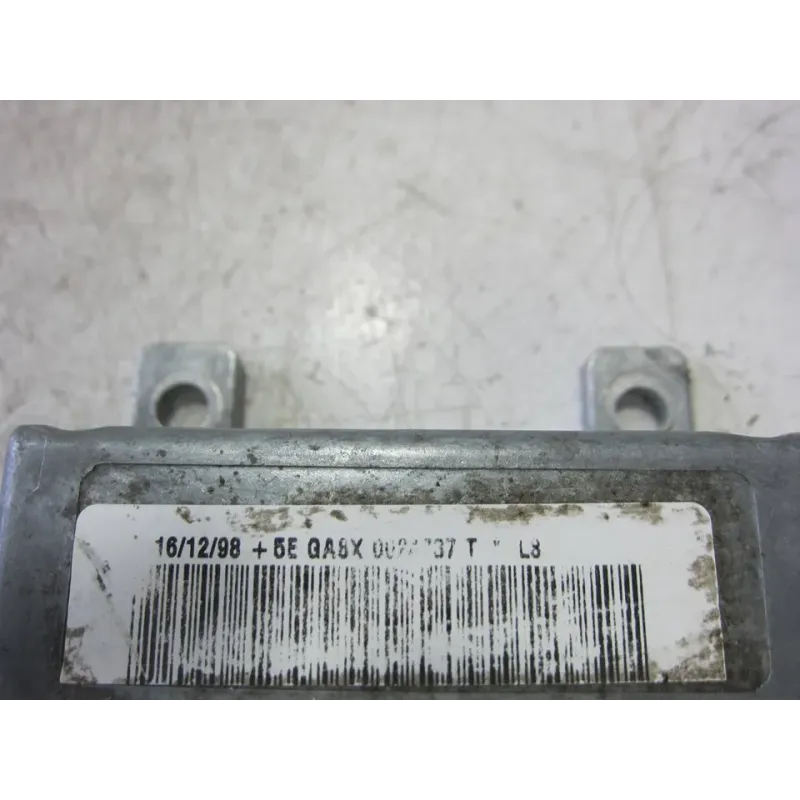 16/12/98 + 5E QA8X T * L8